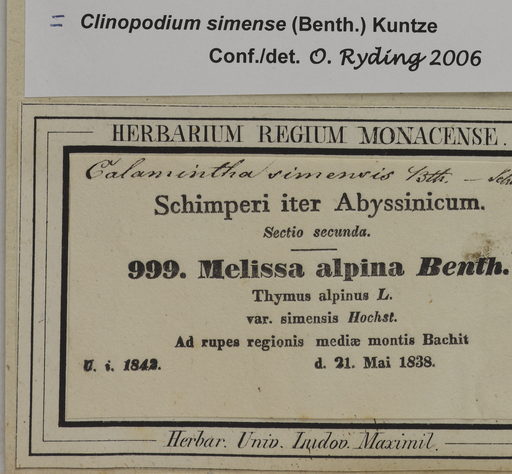 = Clinopodium simense (Benth.) Kuntze
Conf./det. O. Ryding 2006
HERBARIUM REGIUM MONACENSE.
Calamintha simensis Bth. –
Schimperi iter Abyssinicum.
Sectio secunda.
999. Melissa alpina Benth.
Thymus alpinus L.
var. simensis Hochst.
Ad rupes regionis mediæ montis Bachit
U. i. 1842. d. 21. Mai 1838.
Herbar. Univ. Ludov. Maximil.